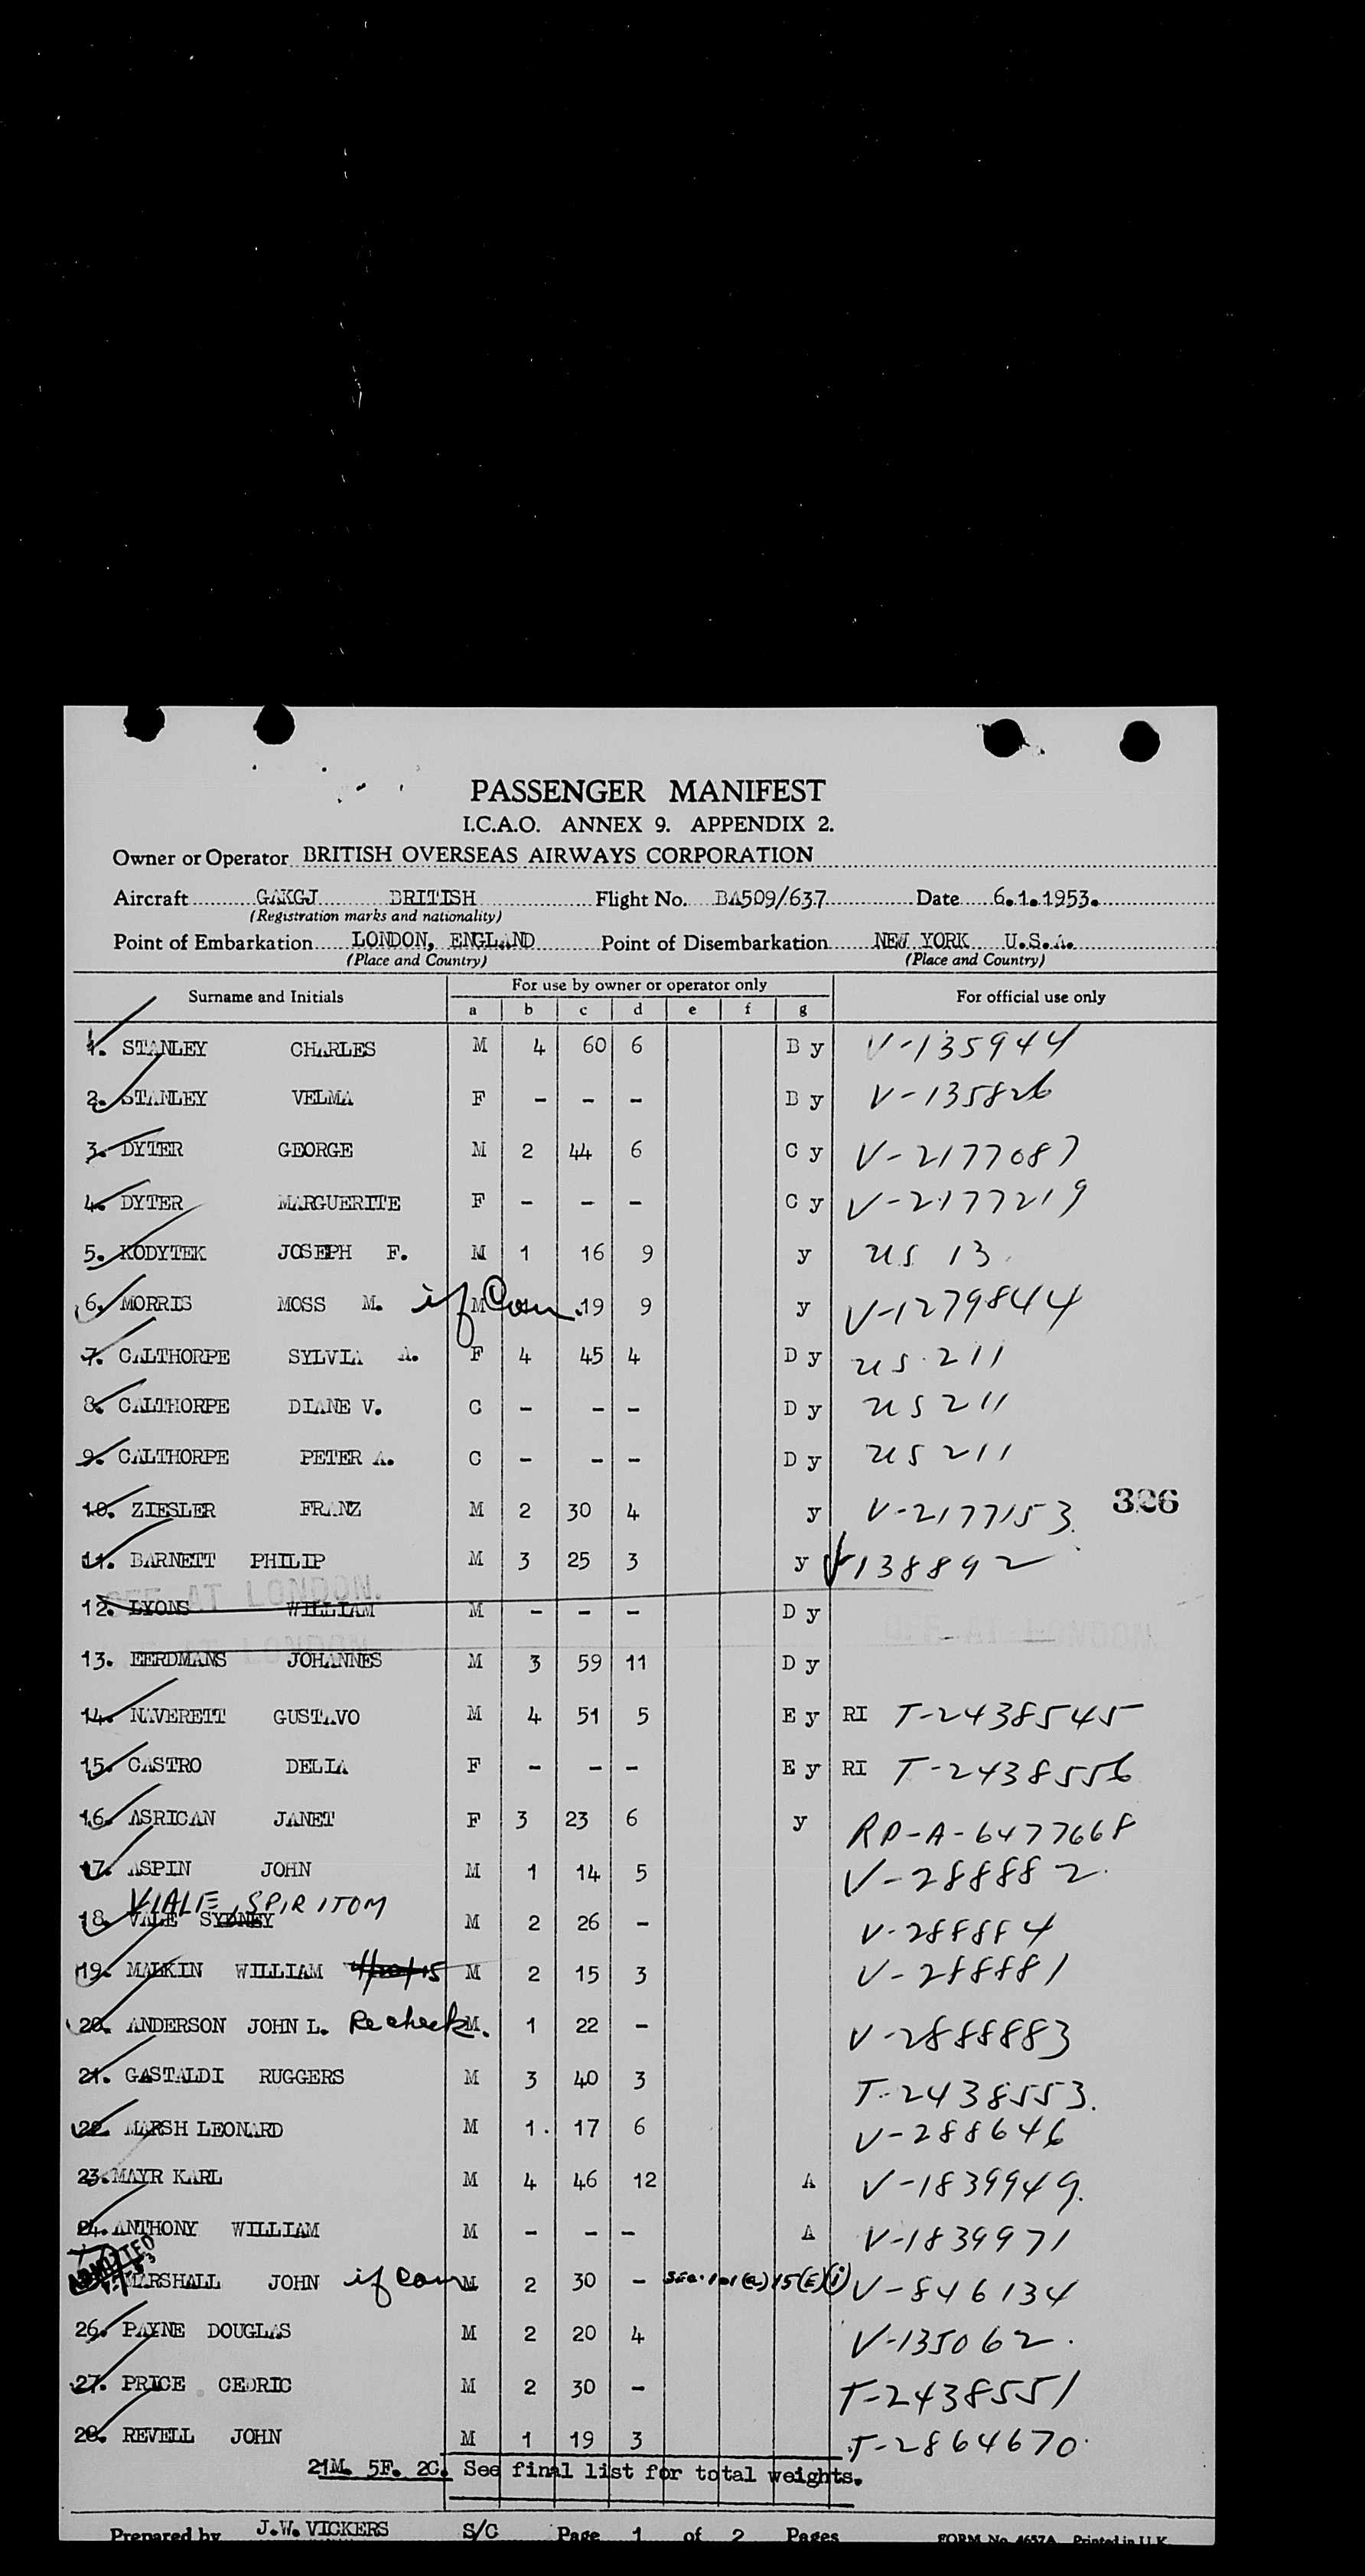 PASSENGER MANIFEST
I.C.A.O. ANNEX 9. APPENDIX 2.
Owner or Operator BRITISH OVERSEAS AIRWAYS CORPORATION
Aircraft GAKGJ BRITISH Flight No. BA509/637 Date 6.1.1953.
(Registration marks and nationality)
Point of Embarkation LONDON, ENGLAND Point of Disembarkation NEW YORK U.S.A.
(Place and Country) (Place and Country)
Surname and Initials For use by owner or operator only For official use only
a b c d e f g
1. STANLEY CHARLES M 4 60 6 B y V-135944
2. STANLEY VELMA F - - - B y V-135826
3. DYTER GEORGE M 2 44 6 C y V-2177087
4. DYTER MARGUERITE F - - - C y V-2177219
5. KODYTEK JOSEPH F. M 1 16 9 y US 13
6. MORRIS MOSS M. if Com M 19 9 y V-1279844
7. CALTHORPE SYLVIA A. F 4 45 4 D y US 211
8. CALTHORPE DIANE V. C - - - D y US 211
9. CALTHORPE PETER A. C - - - D y US 211
10. ZIESLER FRANZ M 2 30 4 y V-2177153. 326
11. BARNETT PHILIP M 3 25 3 y V138892
AT LONDON.
12. LYONS WILLIAM M - - - D y
AT LONDON
13. EERDMANS JOHANNES M 3 59 11 D y
14. NAVERETT GUSTAVO M 4 51 5 E y RI T-2438545
15. CASTRO DELIA F - - - E y RI T-2438556
16. ASRICAN JANET F 3 23 6 y RP-A-6477668
17. ASPIN JOHN M 1 14 5 V-288882.
VIALE, SPIRITOM
18. VALE SYDNEY M 2 26 - V-288884
19. MALKIN WILLIAM M 2 15 3 V-288881
20. ANDERSON JOHN L. Recheck M. 1 22 - V-2888883
21. GASTALDI RUGGERS M 3 40 3 T-2438553.
22. MARSH LEONARD M 1. 17 6 V-288646
23. MAYR KARL M 4 46 12 A V-1839949.
24. ANTHONY WILLIAM M - - - A V-1839971
ADMITTED
MARSHALL JOHN if Com M 2 30 - Sec.101(a)15(E)(i) V-846134
26. PAYNE DOUGLAS M 2 20 4 V-135062.
27. PRICE CEDRIC M 2 30 - T-2438551
28. REVELL JOHN M 1 19 3 T-2864670.
21M. 5F. 2C. See final list for total weights.
Prepared by J.W. VICKERS S/C Page 1 of 2 Pages FORM No. 4657A Printed in U.K.